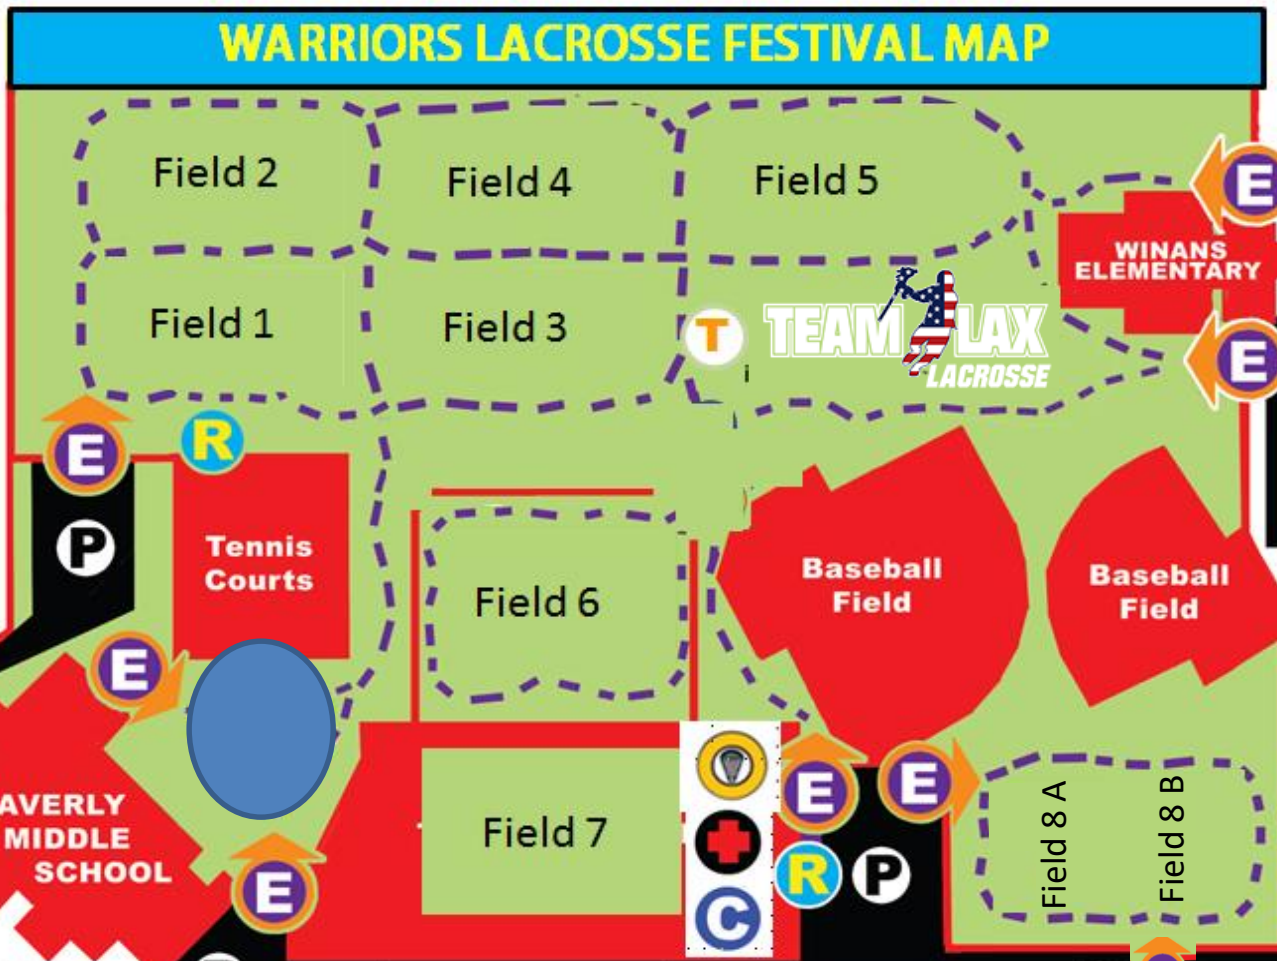 WARRIORS LACROSSE FESTIVAL MAP
Field 2
Field 4
Field 5
E
WINANS
ELEMENTARY
Field 1
Field 3
T
TEAM LAX
LACROSSE
E
E
R
P
Tennis
Courts
Field 6
Baseball
Field
Baseball
Field
E
AVERLY
MIDDLE
SCHOOL
E
Field 7
C
E
R
P
E
Field 8 A
Field 8 B